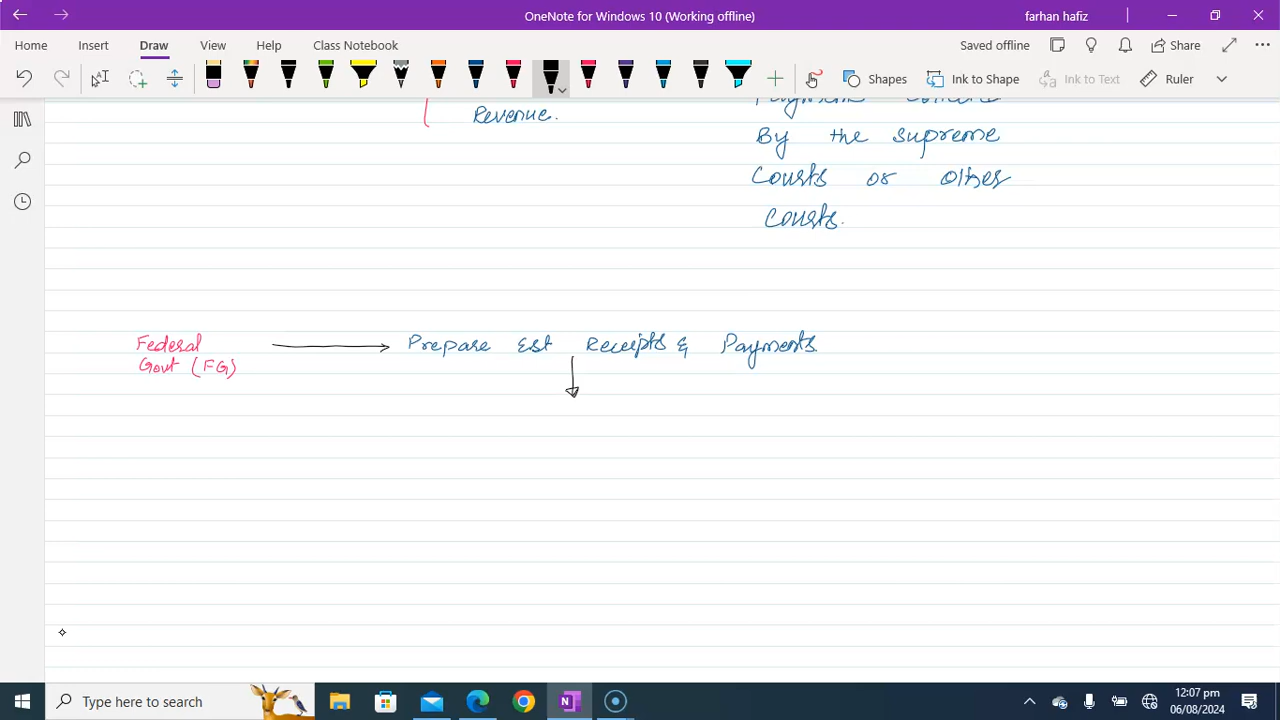 OneNote for Windows 10 (Working offline)
farhan hafiz
Home Insert Draw View Help Class Notebook
Saved offline
Share
Shapes
Ink to Shape
Ink to Text
Ruler
Revenue.
By the supreme
Courts or other
Courts.
Federal
Govt (FG)
Prepare Est Receipts & Payments.
Type here to search
12:07 pm
06/08/2024